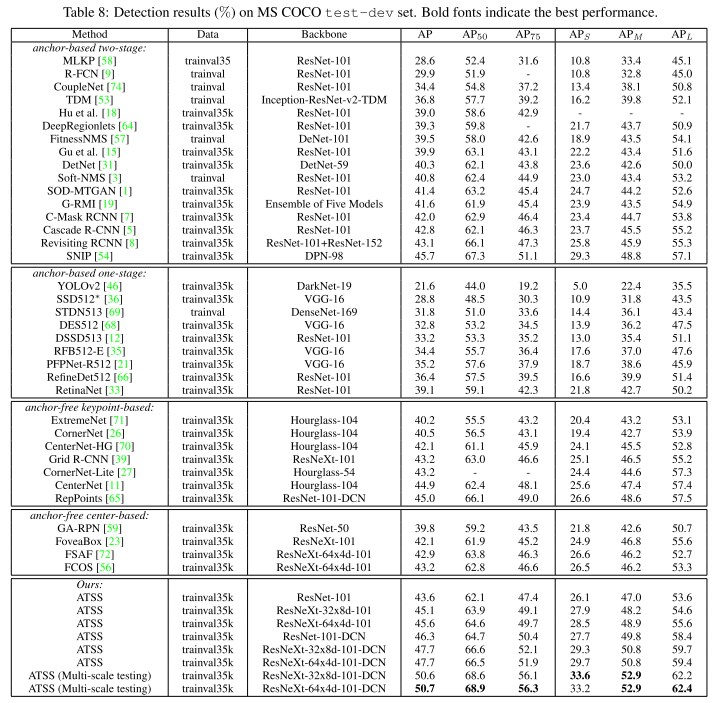 Table 8: Detection results (%) on MS COCO test-dev set. Bold fonts indicate the best performance.
Method Data Backbone AP AP50 AP75 APS APM APL
anchor-based two-stage:
MLKP [58] trainval35 ResNet-101 28.6 52.4 31.6 10.8 33.4 45.1
R-FCN [9] trainval ResNet-101 29.9 51.9 - 10.8 32.8 45.0
CoupleNet [74] trainval ResNet-101 34.4 54.8 37.2 13.4 38.1 50.8
TDM [53] trainval Inception-ResNet-v2-TDM 36.8 57.7 39.2 16.2 39.8 52.1
Hu et al. [18] trainval35k ResNet-101 39.0 58.6 42.9 - - -
DeepRegionlets [64] trainval35k ResNet-101 39.3 59.8 - 21.7 43.7 50.9
FitnessNMS [57] trainval DeNet-101 39.5 58.0 42.6 18.9 43.5 54.1
Gu et al. [15] trainval35k ResNet-101 39.9 63.1 43.1 22.2 43.4 51.6
DetNet [31] trainval35k DetNet-59 40.3 62.1 43.8 23.6 42.6 50.0
Soft-NMS [3] trainval ResNet-101 40.8 62.4 44.9 23.0 43.4 53.2
SOD-MTGAN [1] trainval35k ResNet-101 41.4 63.2 45.4 24.7 44.2 52.6
G-RMI [19] trainval35k Ensemble of Five Models 41.6 61.9 45.4 23.9 43.5 54.9
C-Mask RCNN [7] trainval35k ResNet-101 42.0 62.9 46.4 23.4 44.7 53.8
Cascade R-CNN [5] trainval35k ResNet-101 42.8 62.1 46.3 23.7 45.5 55.2
Revisiting RCNN [8] trainval35k ResNet-101+ResNet-152 43.1 66.1 47.3 25.8 45.9 55.3
SNIP [54] trainval35k DPN-98 45.7 67.3 51.1 29.3 48.8 57.1
anchor-based one-stage:
YOLOv2 [46] trainval35k DarkNet-19 21.6 44.0 19.2 5.0 22.4 35.5
SSD512* [36] trainval35k VGG-16 28.8 48.5 30.3 10.9 31.8 43.5
STDN513 [69] trainval DenseNet-169 31.8 51.0 33.6 14.4 36.1 43.4
DES512 [68] trainval35k VGG-16 32.8 53.2 34.5 13.9 36.2 47.5
DSSD513 [12] trainval35k ResNet-101 33.2 53.3 35.2 13.0 35.4 51.1
RFB512-E [35] trainval35k VGG-16 34.4 55.7 36.4 17.6 37.0 47.6
PFPNet-R512 [21] trainval35k VGG-16 35.2 57.6 37.9 18.7 38.6 45.9
RefineDet512 [66] trainval35k ResNet-101 36.4 57.5 39.5 16.6 39.9 51.4
RetinaNet [33] trainval35k ResNet-101 39.1 59.1 42.3 21.8 42.7 50.2
anchor-free keypoint-based:
ExtremeNet [71] trainval35k Hourglass-104 40.2 55.5 43.2 20.4 43.2 53.1
CornerNet [26] trainval35k Hourglass-104 40.5 56.5 43.1 19.4 42.7 53.9
CenterNet-HG [70] trainval35k Hourglass-104 42.1 61.1 45.9 24.1 45.5 52.8
Grid R-CNN [39] trainval35k ResNeXt-101 43.2 63.0 46.6 25.1 46.5 55.2
CornerNet-Lite [27] trainval35k Hourglass-54 43.2 - - 24.4 44.6 57.3
CenterNet [11] trainval35k Hourglass-104 44.9 62.4 48.1 25.6 47.4 57.4
RepPoints [65] trainval35k ResNet-101-DCN 45.0 66.1 49.0 26.6 48.6 57.5
anchor-free center-based:
GA-RPN [59] trainval35k ResNet-50 39.8 59.2 43.5 21.8 42.6 50.7
FoveaBox [23] trainval35k ResNeXt-101 42.1 61.9 45.2 24.9 46.8 55.6
FSAF [72] trainval35k ResNeXt-64x4d-101 42.9 63.8 46.3 26.6 46.2 52.7
FCOS [56] trainval35k ResNeXt-64x4d-101 43.2 62.8 46.6 26.5 46.2 53.3
Ours:
ATSS trainval35k ResNet-101 43.6 62.1 47.4 26.1 47.0 53.6
ATSS trainval35k ResNeXt-32x8d-101 45.1 63.9 49.1 27.9 48.2 54.6
ATSS trainval35k ResNeXt-64x4d-101 45.6 64.6 49.7 28.5 48.9 55.6
ATSS trainval35k ResNet-101-DCN 46.3 64.7 50.4 27.7 49.8 58.4
ATSS trainval35k ResNeXt-32x8d-101-DCN 47.7 66.6 52.1 29.3 50.8 59.7
ATSS trainval35k ResNeXt-64x4d-101-DCN 47.7 66.5 51.9 29.7 50.8 59.4
ATSS (Multi-scale testing) trainval35k ResNeXt-32x8d-101-DCN 50.6 68.6 56.1 33.6 52.9 62.2
ATSS (Multi-scale testing) trainval35k ResNeXt-64x4d-101-DCN 50.7 68.9 56.3 33.2 52.9 62.4